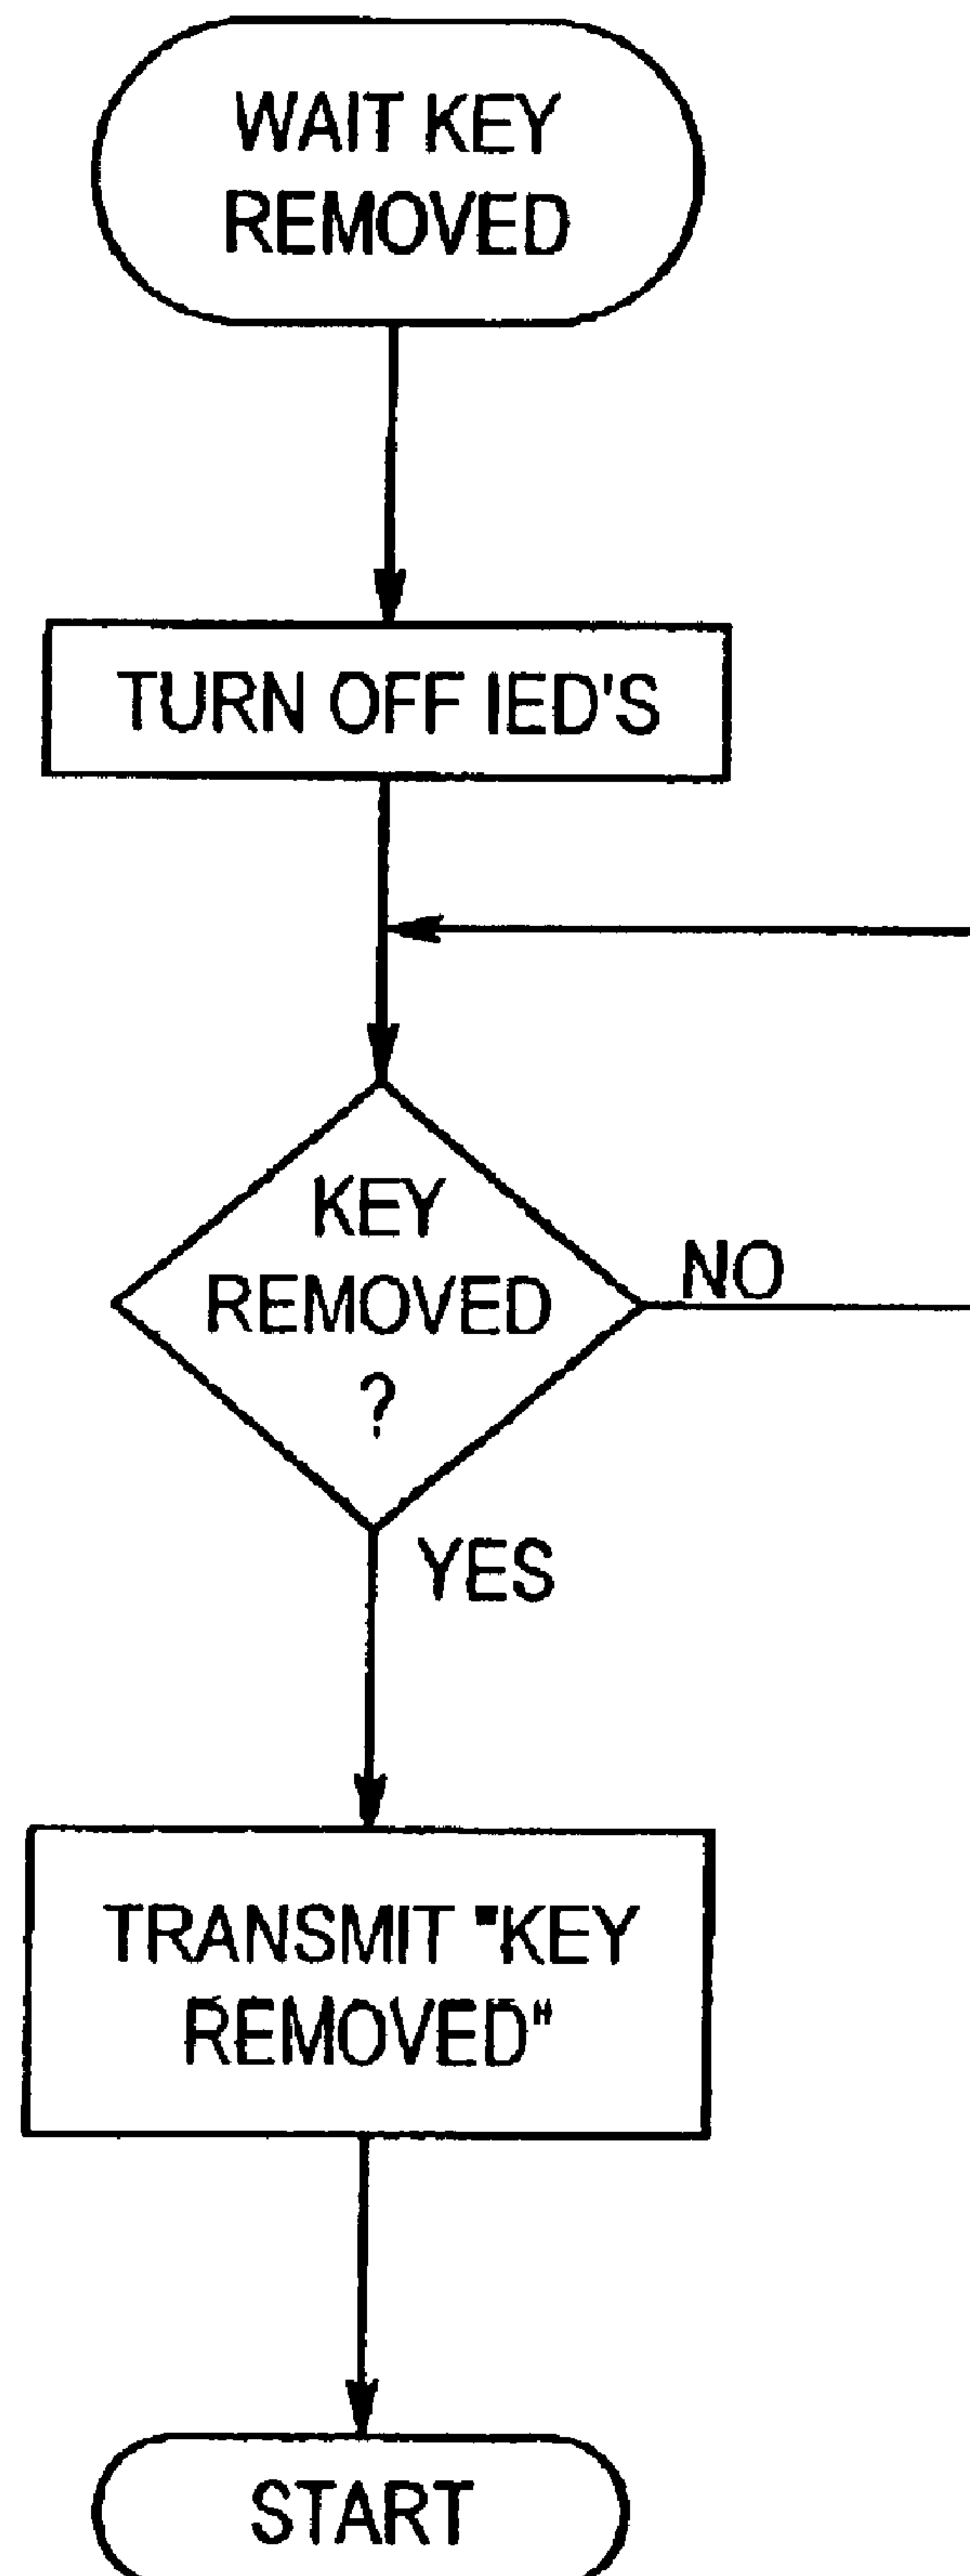 WAIT KEY
REMOVED
TURN OFF IED'S
KEY
REMOVED
?
NO
YES
TRANSMIT "KEY
REMOVED"
START